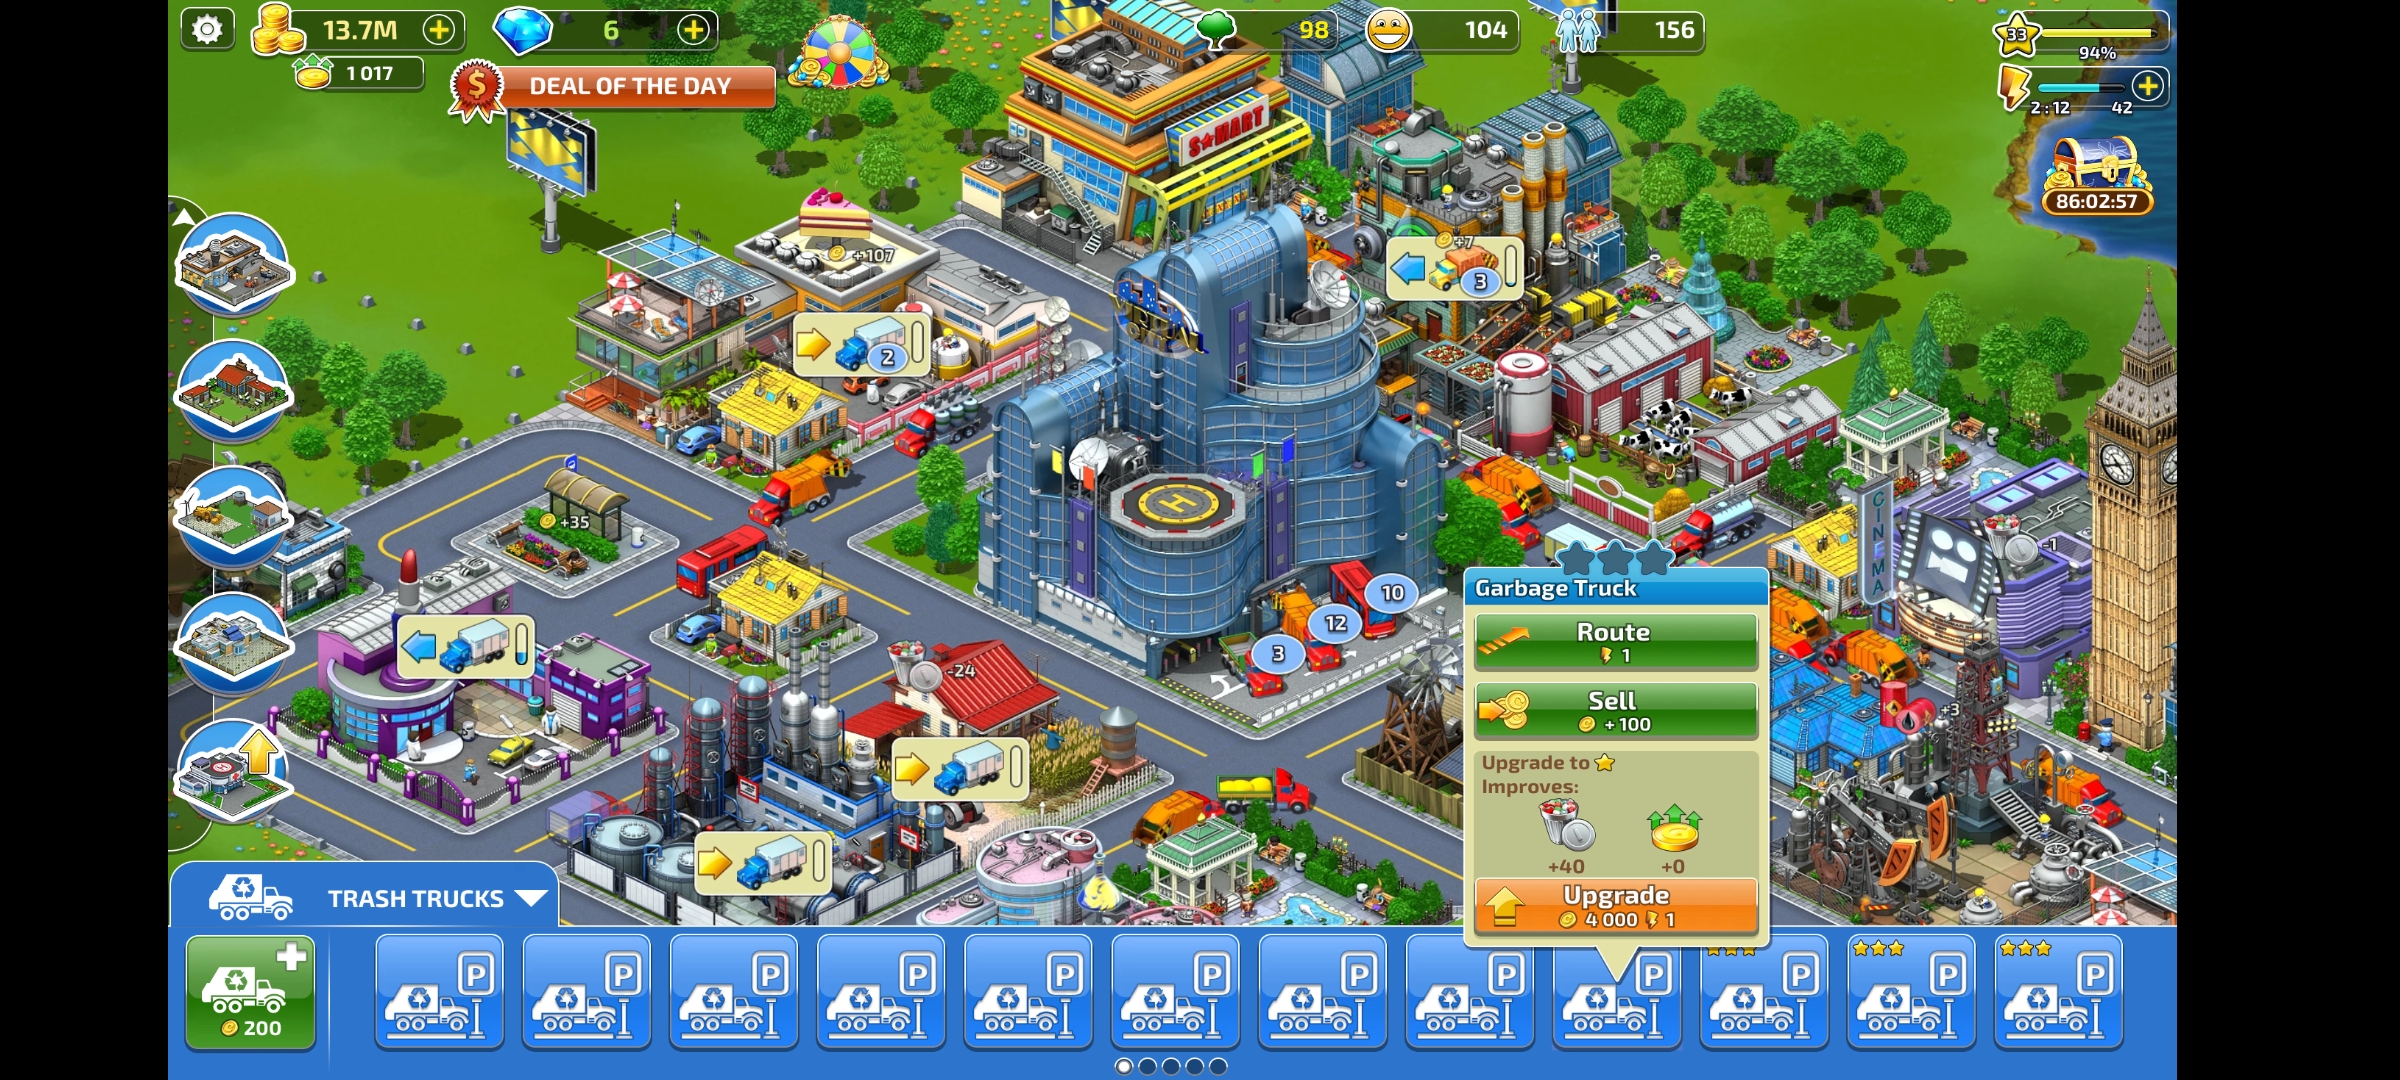 13.7M
6
98
104
156
33
94%
1 017
DEAL OF THE DAY
2:12
42
S★MART
86:02:57
+107
+7
3
2
+35
H
CINEMA
-1
10
12
3
Garbage Truck
Route
1
Sell
+100
-24
+3
Upgrade to
Improves:
+40
+0
Upgrade
4 000
1
TRASH TRUCKS
200
P
P
P
P
P
P
P
P
P
P
P
P